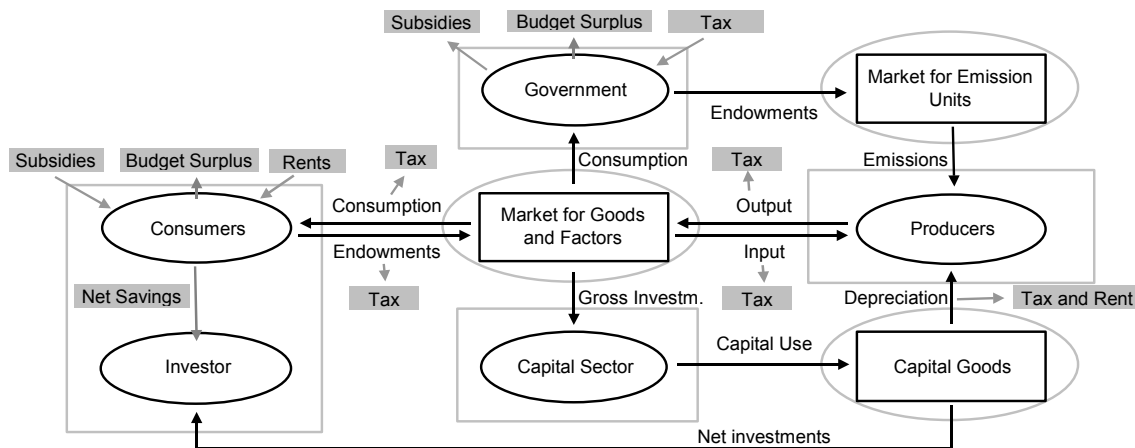 Subsidies
Budget Surplus
Tax
Government
Endowments
Market for Emission
Units
Subsidies
Budget Surplus
Rents
Tax
Consumption
Tax
Emissions
Consumers
Consumption
Endowments
Tax
Market for Goods
and Factors
Output
Input
Tax
Producers
Net Savings
Gross Investm.
Depreciation
Tax and Rent
Investor
Capital Sector
Capital Use
Capital Goods
Net investments